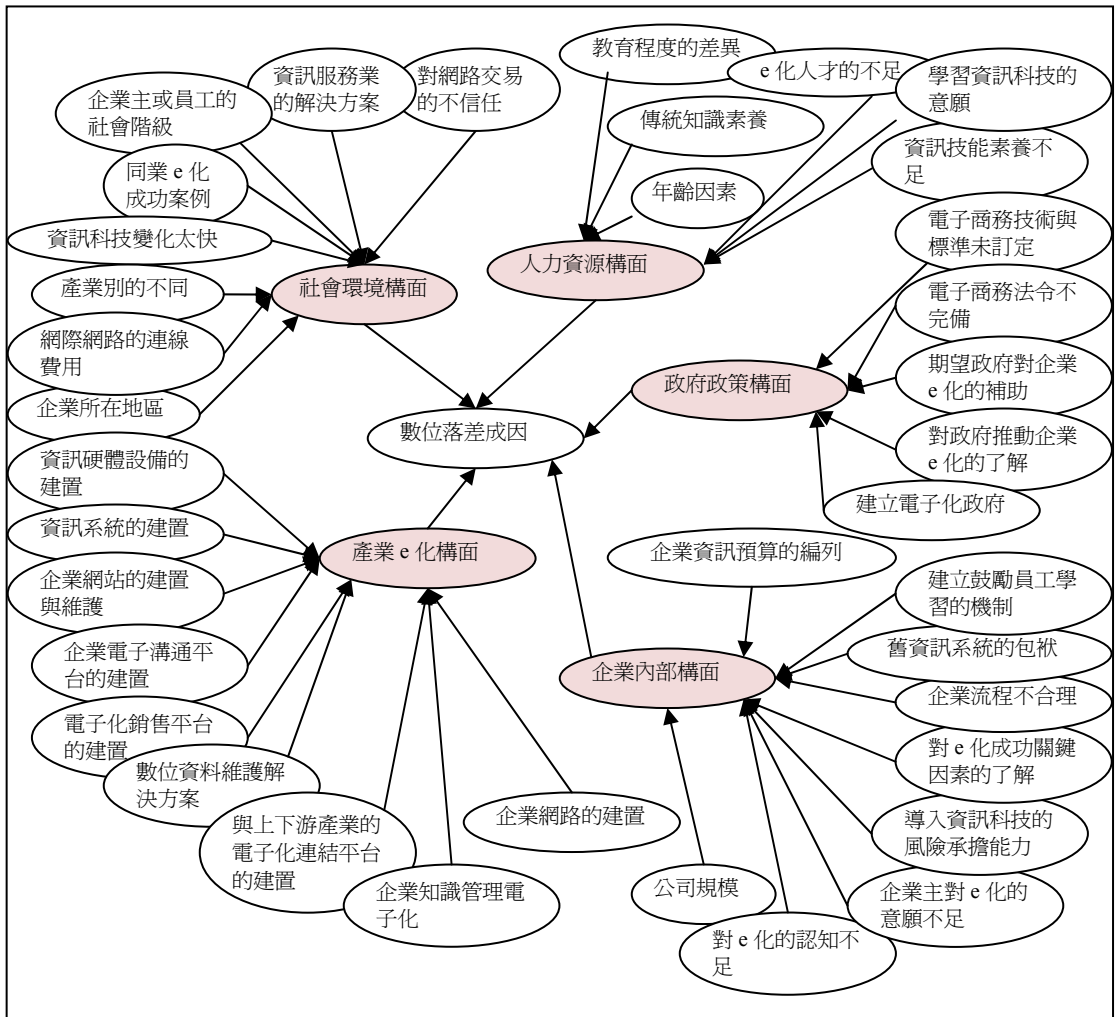 教育程度的差異
e 化人才的不足
學習資訊科技的
意願
資訊服務業
的解決方案
對網路交易
的不信任
企業主或員工的
社會階級
傳統知識素養
資訊技能素養不
足
同業 e 化
成功案例
年齡因素
資訊科技變化太快
電子商務技術與
標準未訂定
人力資源構面
社會環境構面
產業別的不同
電子商務法令不
完備
網際網路的連線
費用
政府政策構面
期望政府對企業
e 化的補助
企業所在地區
數位落差成因
對政府推動企業
e 化的了解
資訊硬體設備的
建置
建立電子化政府
資訊系統的建置
產業 e 化構面
企業資訊預算的編列
企業網站的建置
與維護
建立鼓勵員工學
習的機制
企業電子溝通平
台的建置
舊資訊系統的包袱
企業內部構面
企業流程不合理
電子化銷售平台
的建置
對 e 化成功關鍵
因素的了解
數位資料維護解
決方案
企業網路的建置
與上下游產業的
電子化連結平台
的建置
導入資訊科技的
風險承擔能力
企業知識管理電
子化
公司規模
企業主對 e 化的
意願不足
對 e 化的認知不
足